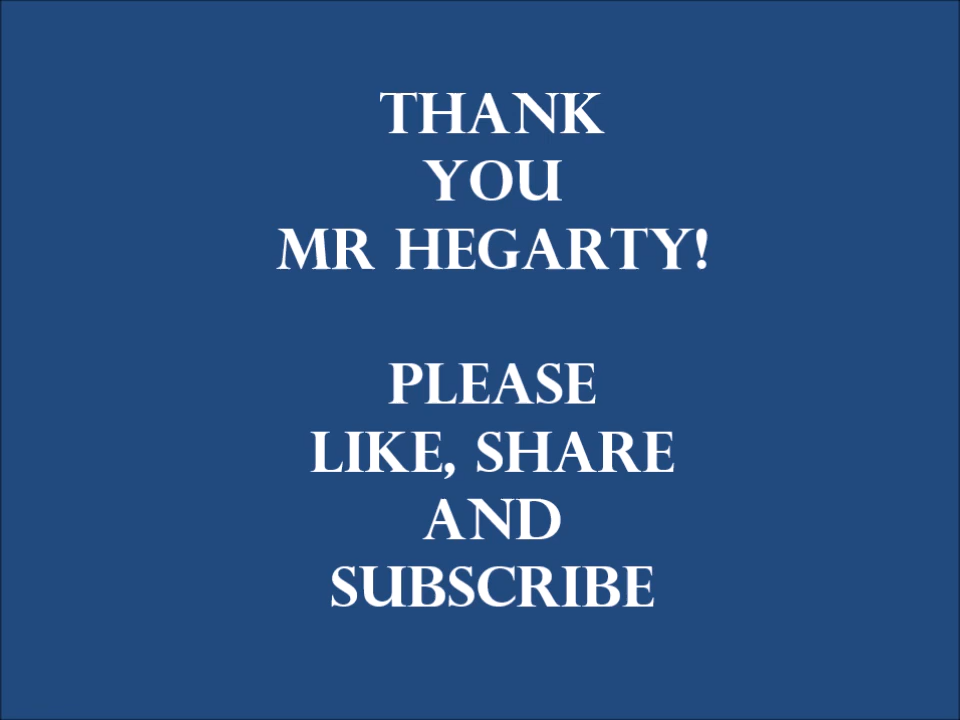 THANK
YOU
MR HEGARTY!
PLEASE
LIKE, SHARE
AND
SUBSCRIBE